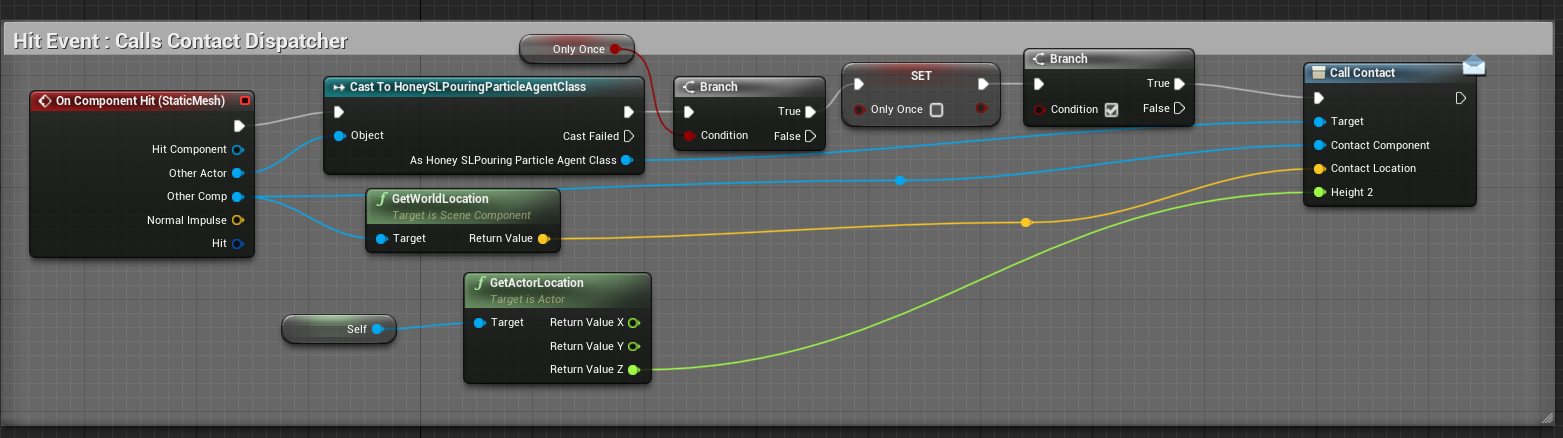 Hit Event : Calls Contact Dispatcher
Only Once
On Component Hit (StaticMesh)
Hit Component
Other Actor
Other Comp
Normal Impulse
Hit
Cast To HoneySLPouringParticleAgentClass
Object
Cast Failed
As Honey SLPouring Particle Agent Class
Branch
True
Condition
False
SET
Only Once
Branch
True
Condition
False
Call Contact
Target
Contact Component
Contact Location
Height 2
GetWorldLocation
Target is Scene Component
Target
Return Value
GetActorLocation
Target is Actor
Self
Target
Return Value X
Return Value Y
Return Value Z